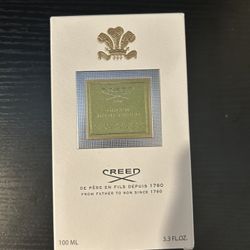 CREED
DE PÈRE EN FILS DEPUIS 1760
FROM FATHER TO SON SINCE 1760
100 ML
3.3 FL.OZ.